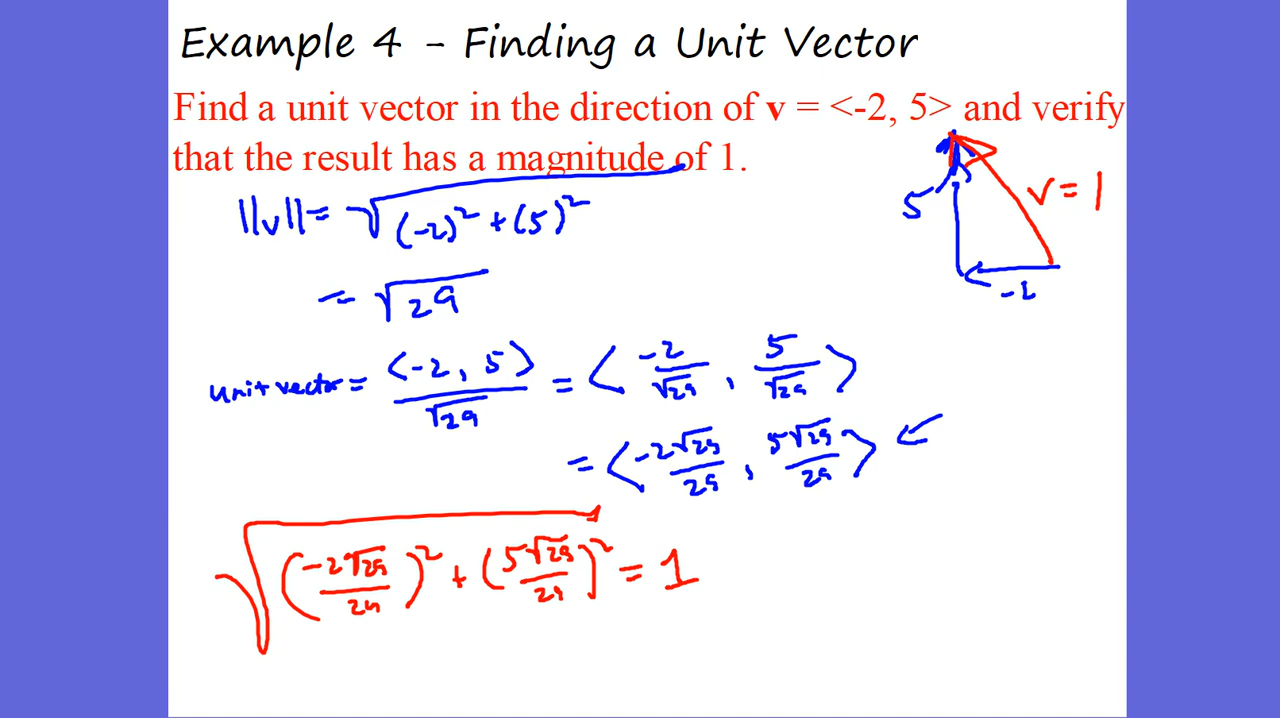 Example 4 - Finding a Unit Vector
Find a unit vector in the direction of v = <-2, 5> and verify
that the result has a magnitude of 1.
||v|| = √((-2)² + (5)²)
= √29
unit vector = ⟨-2, 5⟩/√29 = ⟨-2/√29, 5/√29⟩
= ⟨-2√29/29, 5√29/29⟩ ←
√((-2√29/29)² + (5√29/29)²) = 1
5
v = 1
-2